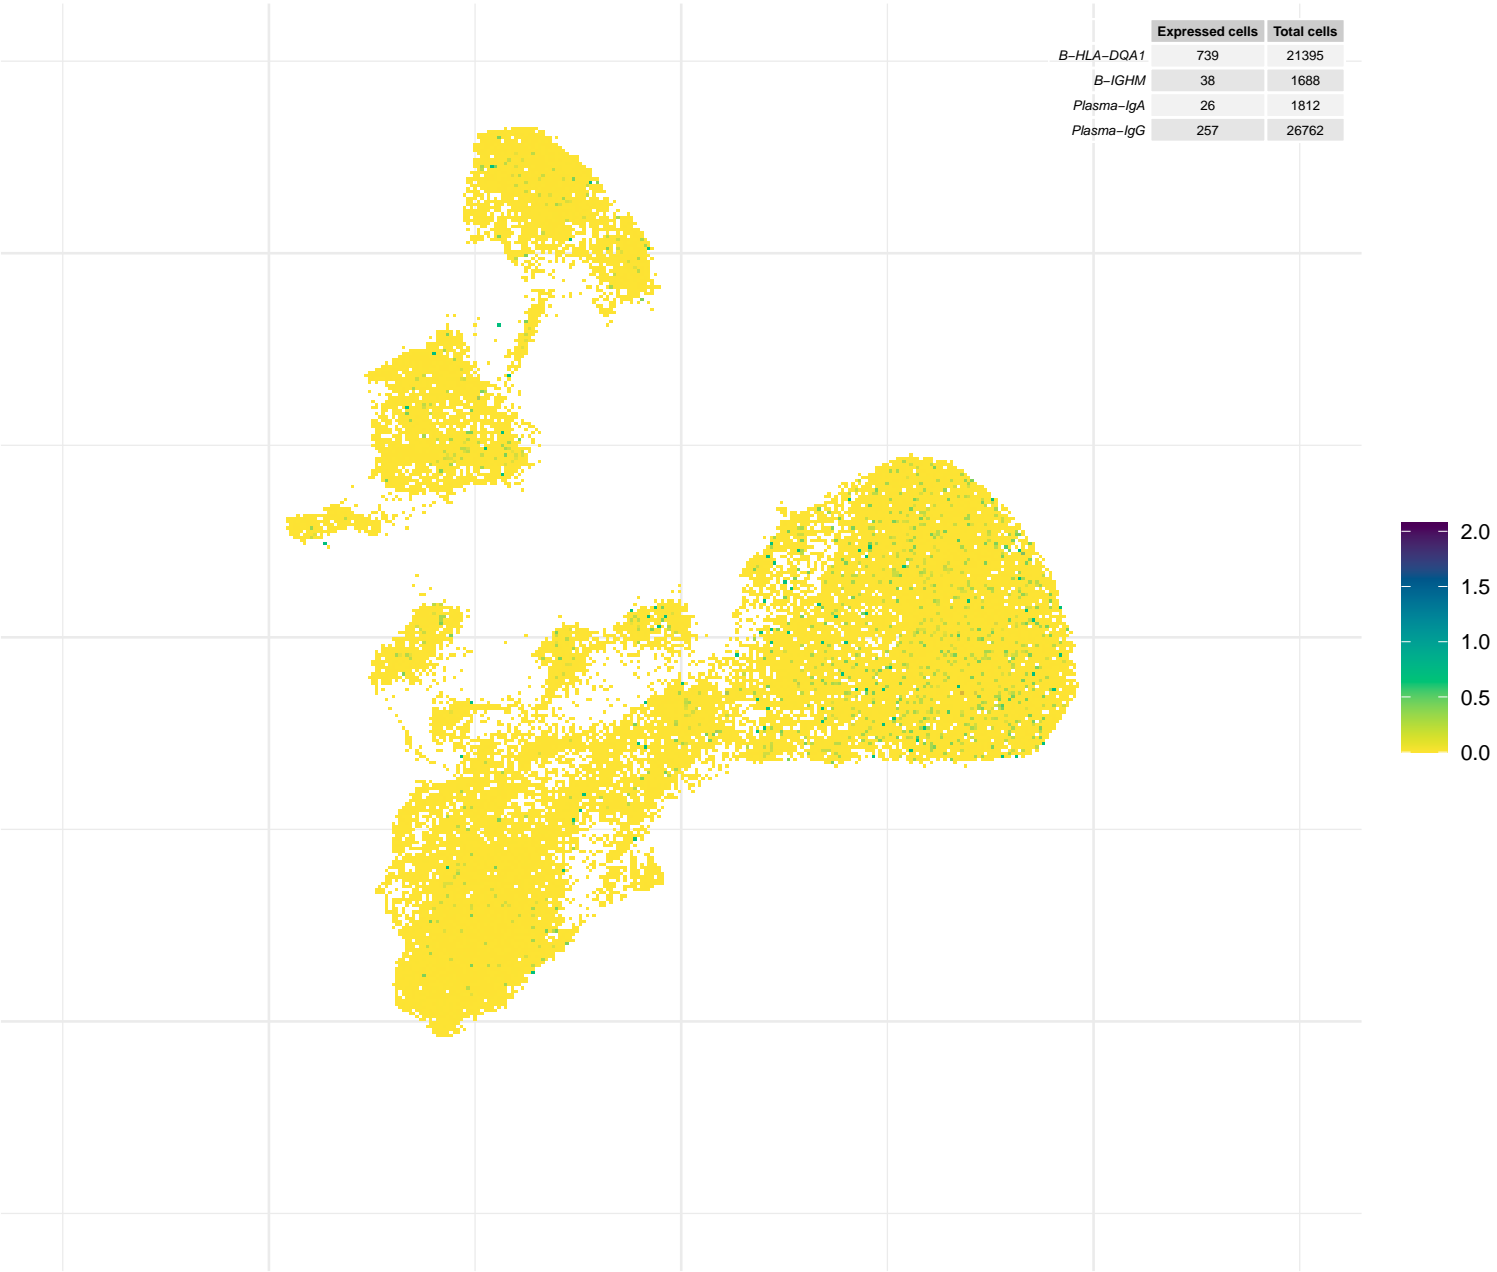 Expressed cells Total cells
B−HLA−DQA1 739 21395
B−IGHM 38 1688
Plasma−IgA 26 1812
Plasma−IgG 257 26762
2.0
1.5
1.0
0.5
0.0